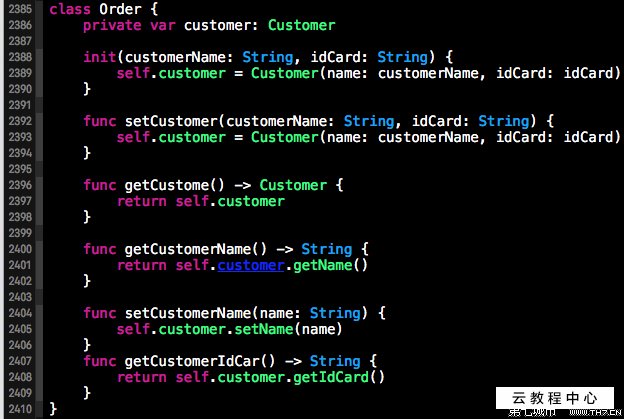 2385 class Order {
2386     private var customer: Customer
2387
2388     init(customerName: String, idCard: String) {
2389         self.customer = Customer(name: customerName, idCard: idCard)
2390     }
2391
2392     func setCustomer(customerName: String, idCard: String) {
2393         self.customer = Customer(name: customerName, idCard: idCard)
2394     }
2395
2396     func getCustome() -> Customer {
2397         return self.customer
2398     }
2399
2400     func getCustomerName() -> String {
2401         return self.customer.getName()
2402     }
2403
2404     func setCustomerName(name: String) {
2405         self.customer.setName(name)
2406     }
2407     func getCustomerIdCar() -> String {
2408         return self.customer.getIdCard()
2409     }
2410 }
云教程中心
第七城市 WWW.TH7.CN